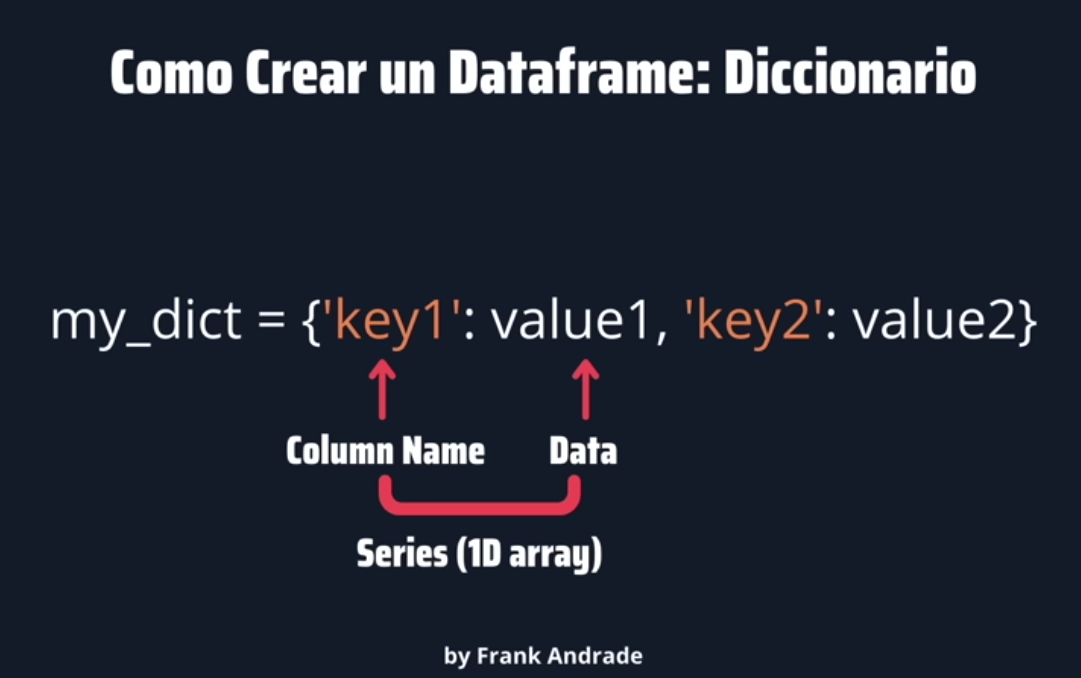 Como Crear un Dataframe: Diccionario
my_dict = {'key1': value1, 'key2': value2}
Column Name Data
Series (1D array)
by Frank Andrade